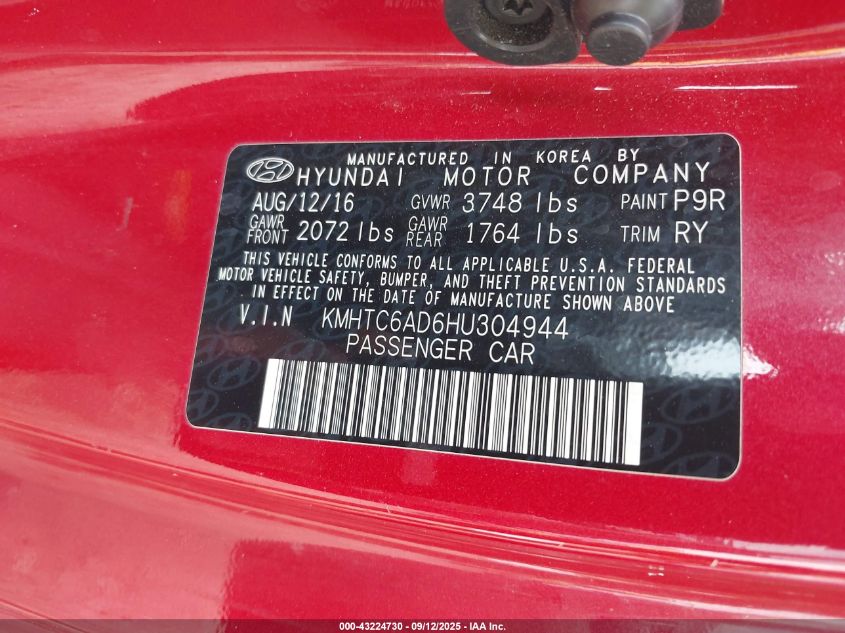 MANUFACTURED IN KOREA BY
HYUNDAI MOTOR COMPANY
AUG/12/16 GVWR 3748 lbs PAINT P9R
GAWR FRONT 2072 lbs GAWR REAR 1764 lbs TRIM RY
THIS VEHICLE CONFORMS TO ALL APPLICABLE U.S.A. FEDERAL
MOTOR VEHICLE SAFETY, BUMPER, AND THEFT PREVENTION STANDARDS
IN EFFECT ON THE DATE OF MANUFACTURE SHOWN ABOVE
V.I.N KMHTC6AD6HU304944
PASSENGER CAR
000-43224730 - 09/12/2025 - IAA Inc.